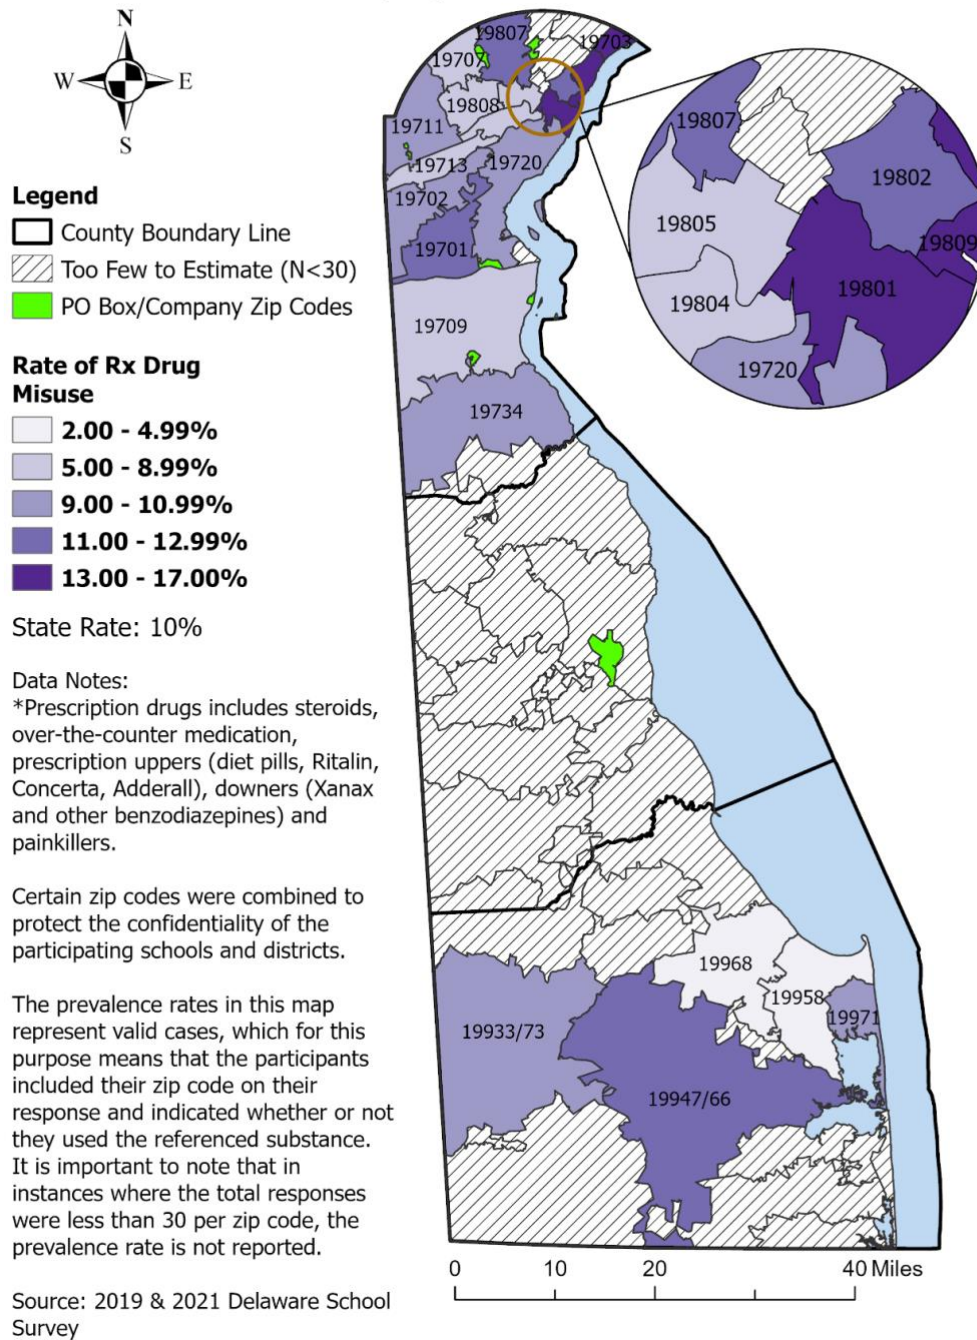 N
W E
S
Legend
County Boundary Line
Too Few to Estimate (N<30)
PO Box/Company Zip Codes
Rate of Rx Drug
Misuse
2.00 - 4.99%
5.00 - 8.99%
9.00 - 10.99%
11.00 - 12.99%
13.00 - 17.00%
State Rate: 10%
Data Notes:
*Prescription drugs includes steroids,
over-the-counter medication,
prescription uppers (diet pills, Ritalin,
Concerta, Adderall), downers (Xanax
and other benzodiazepines) and
painkillers.
Certain zip codes were combined to
protect the confidentiality of the
participating schools and districts.
The prevalence rates in this map
represent valid cases, which for this
purpose means that the participants
included their zip code on their
response and indicated whether or not
they used the referenced substance.
It is important to note that in
instances where the total responses
were less than 30 per zip code, the
prevalence rate is not reported.
Source: 2019 & 2021 Delaware School
Survey
19807
19703
19707
19808
19711
19713
19720
19702
19701
19709
19734
19807
19802
19805
19809
19804
19801
19720
19968
19958
19971
19933/73
19947/66
0 20 40 Miles